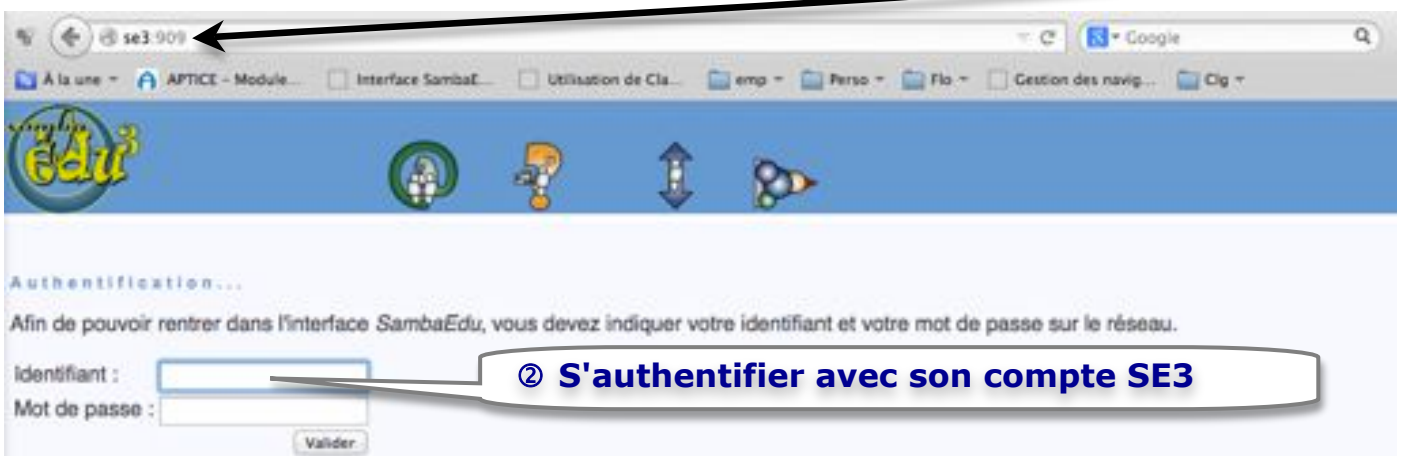 se3:909
Google
À la une
APTICE - Module...
Interface SambaE...
Utilisation de Cla...
emp
Perso
Flo
Gestion des navig...
Clg
samba
édu3
Authentification...
Afin de pouvoir rentrer dans l'interface SambaEdu, vous devez indiquer votre identifiant et votre mot de passe sur le réseau.
Identifiant :
② S'authentifier avec son compte SE3
Mot de passe :
Valider